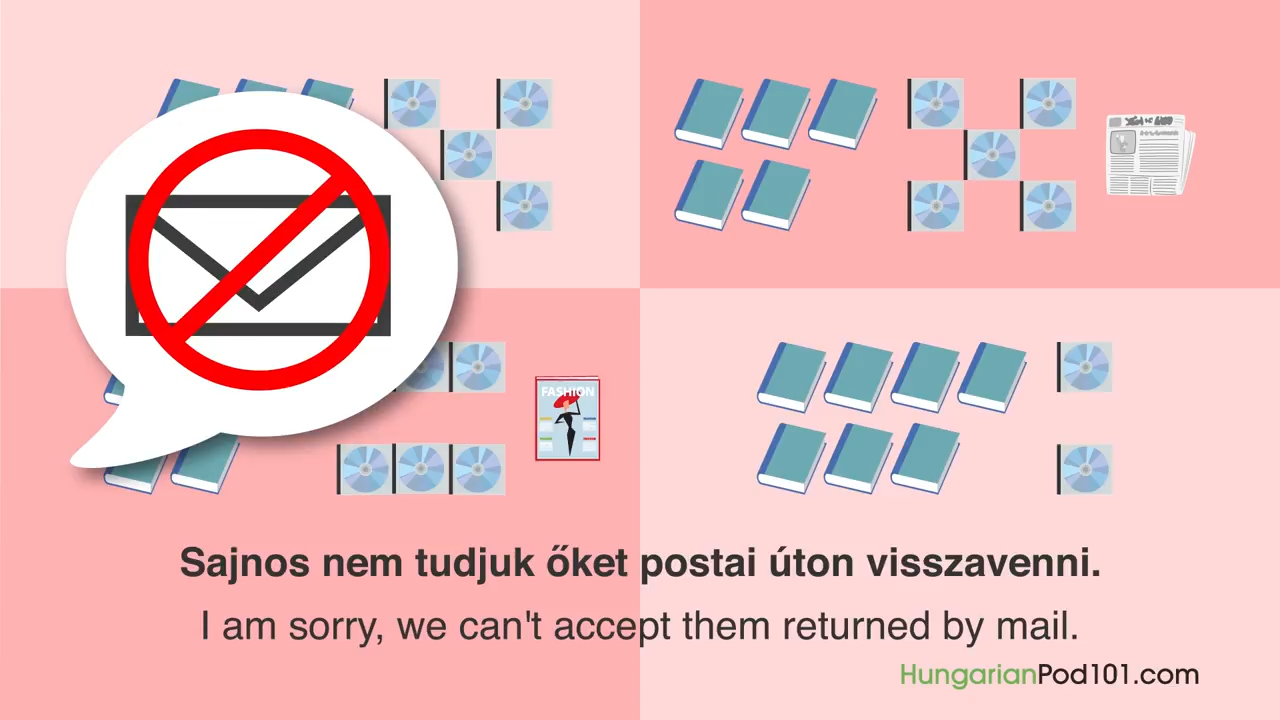 FASHION
Sajnos nem tudjuk őket postai úton visszavenni.
I am sorry, we can't accept them returned by mail.
HungarianPod101.com